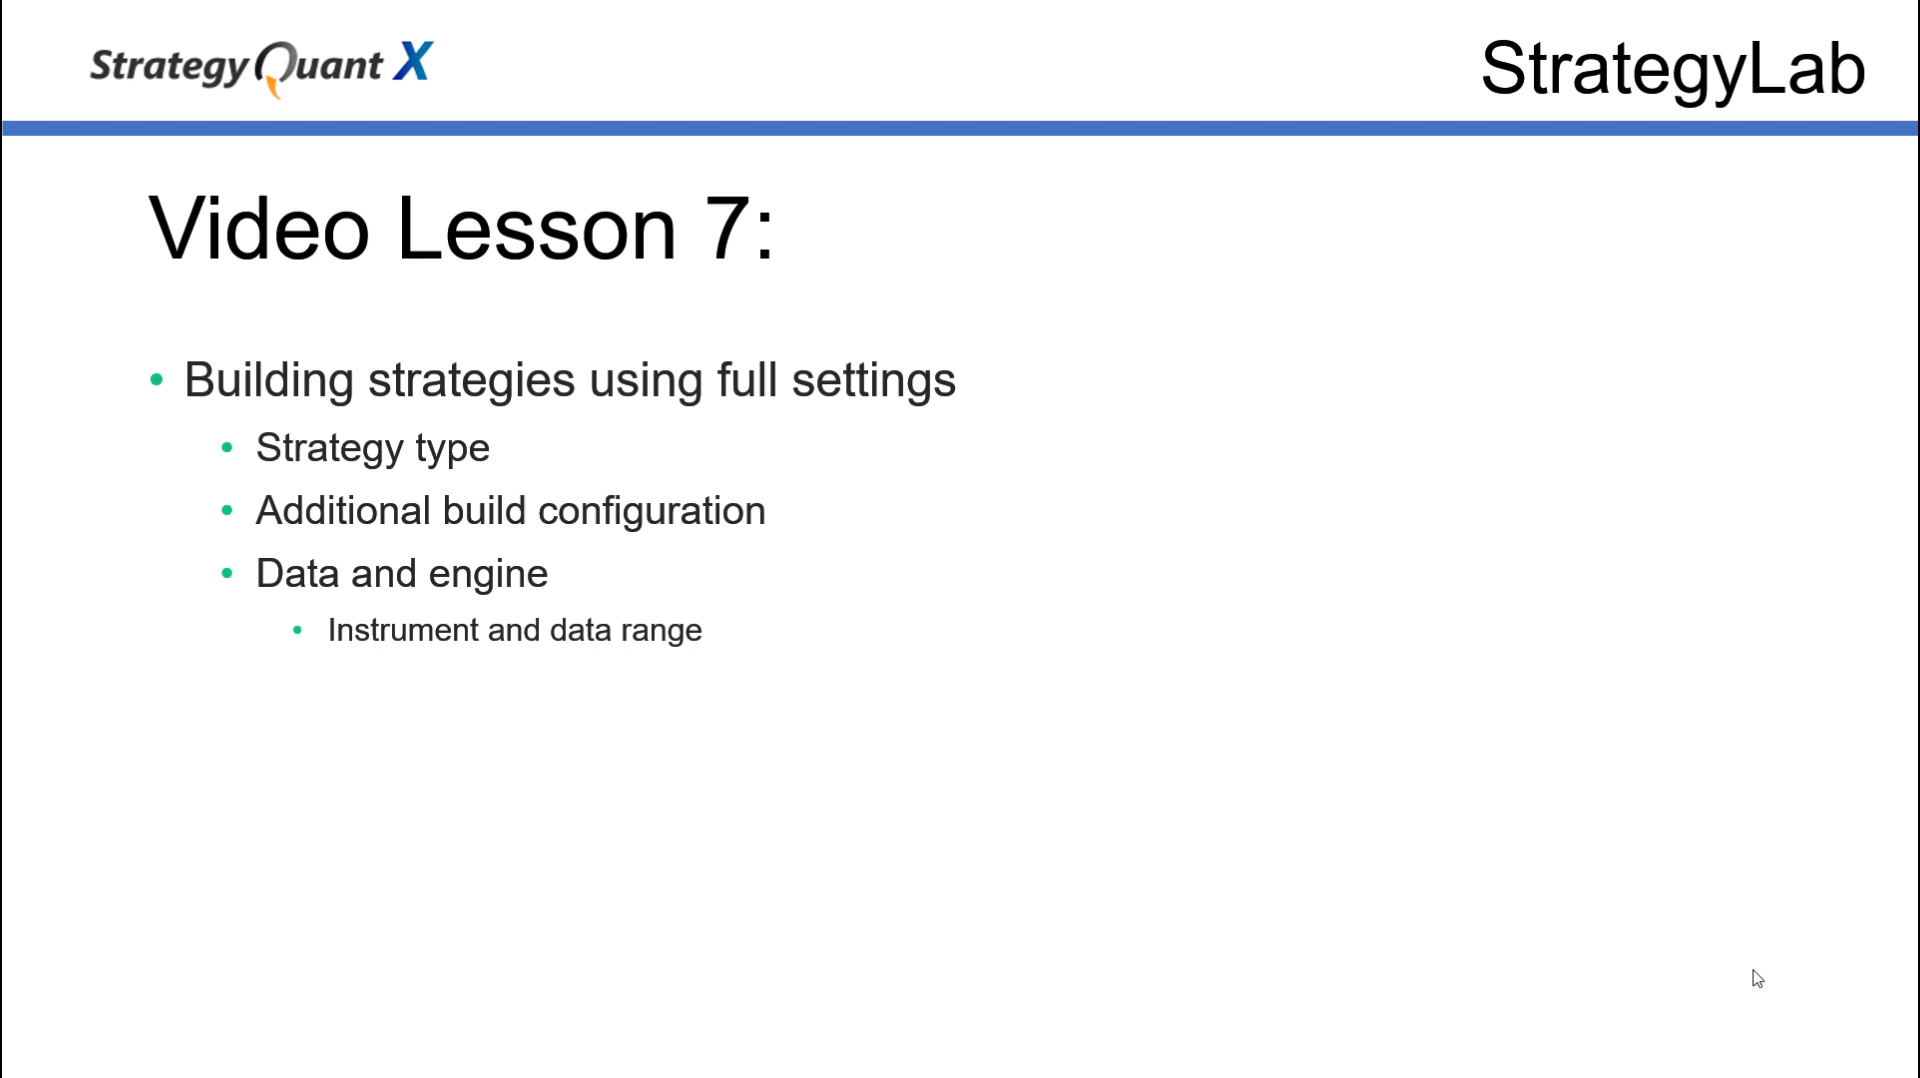 StrategyQuant X
StrategyLab
Video Lesson 7:
• Building strategies using full settings
• Strategy type
• Additional build configuration
• Data and engine
• Instrument and data range